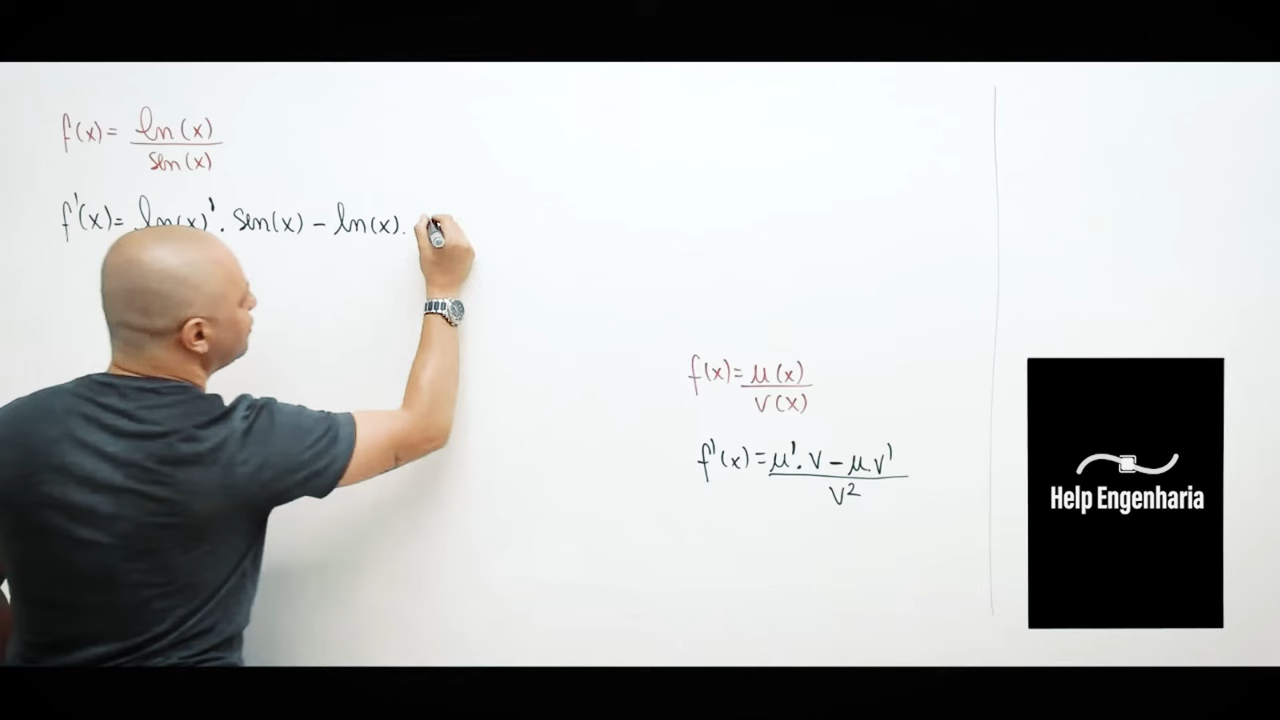 f(x)= ln(x)
sen(x)
f'(x)= ln(x)' . sen(x) - ln(x).
f(x)= μ(x)
v(x)
f'(x)= μ'. v - μ.v'
v²
Help Engenharia